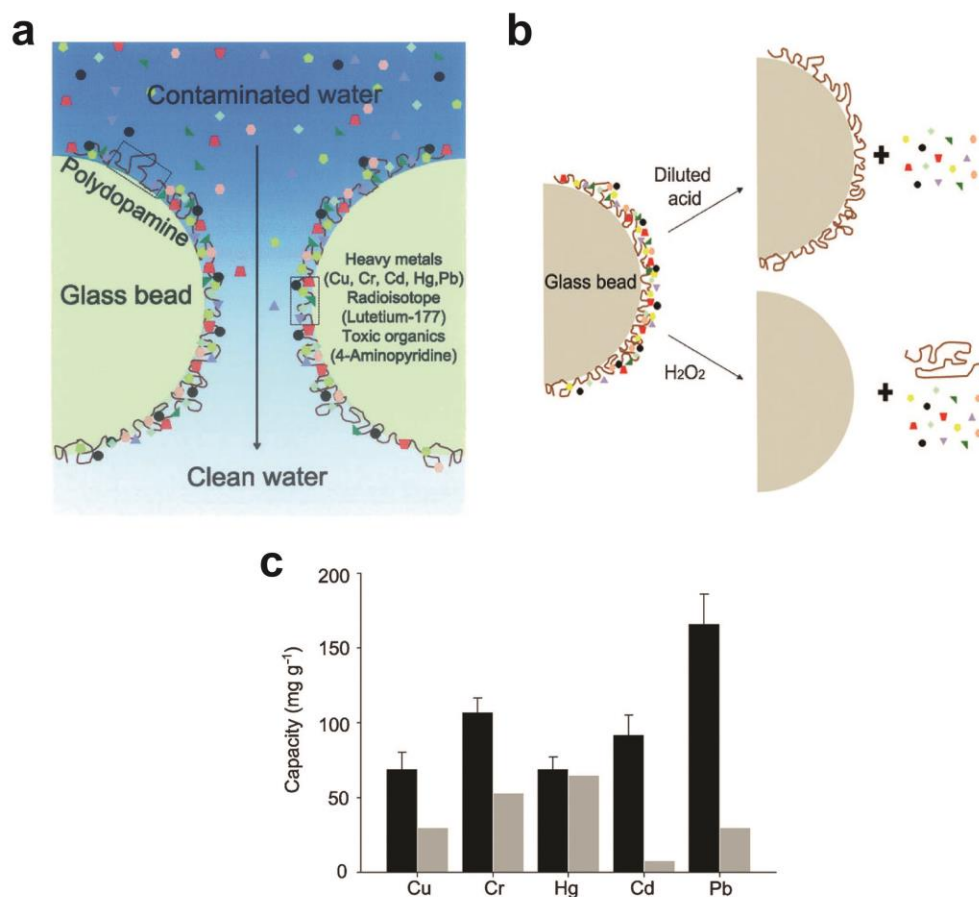 a
Contaminated water
Polydopamine
Glass bead
Heavy metals
(Cu, Cr, Cd, Hg,Pb)
Radioisotope
(Lutetium-177)
Toxic organics
(4-Aminopyridine)
Clean water
b
Diluted
acid
Glass bead
H₂O₂
+
+
c
Capacity (mg g⁻¹)
200
150
100
50
0
Cu Cr Hg Cd Pb